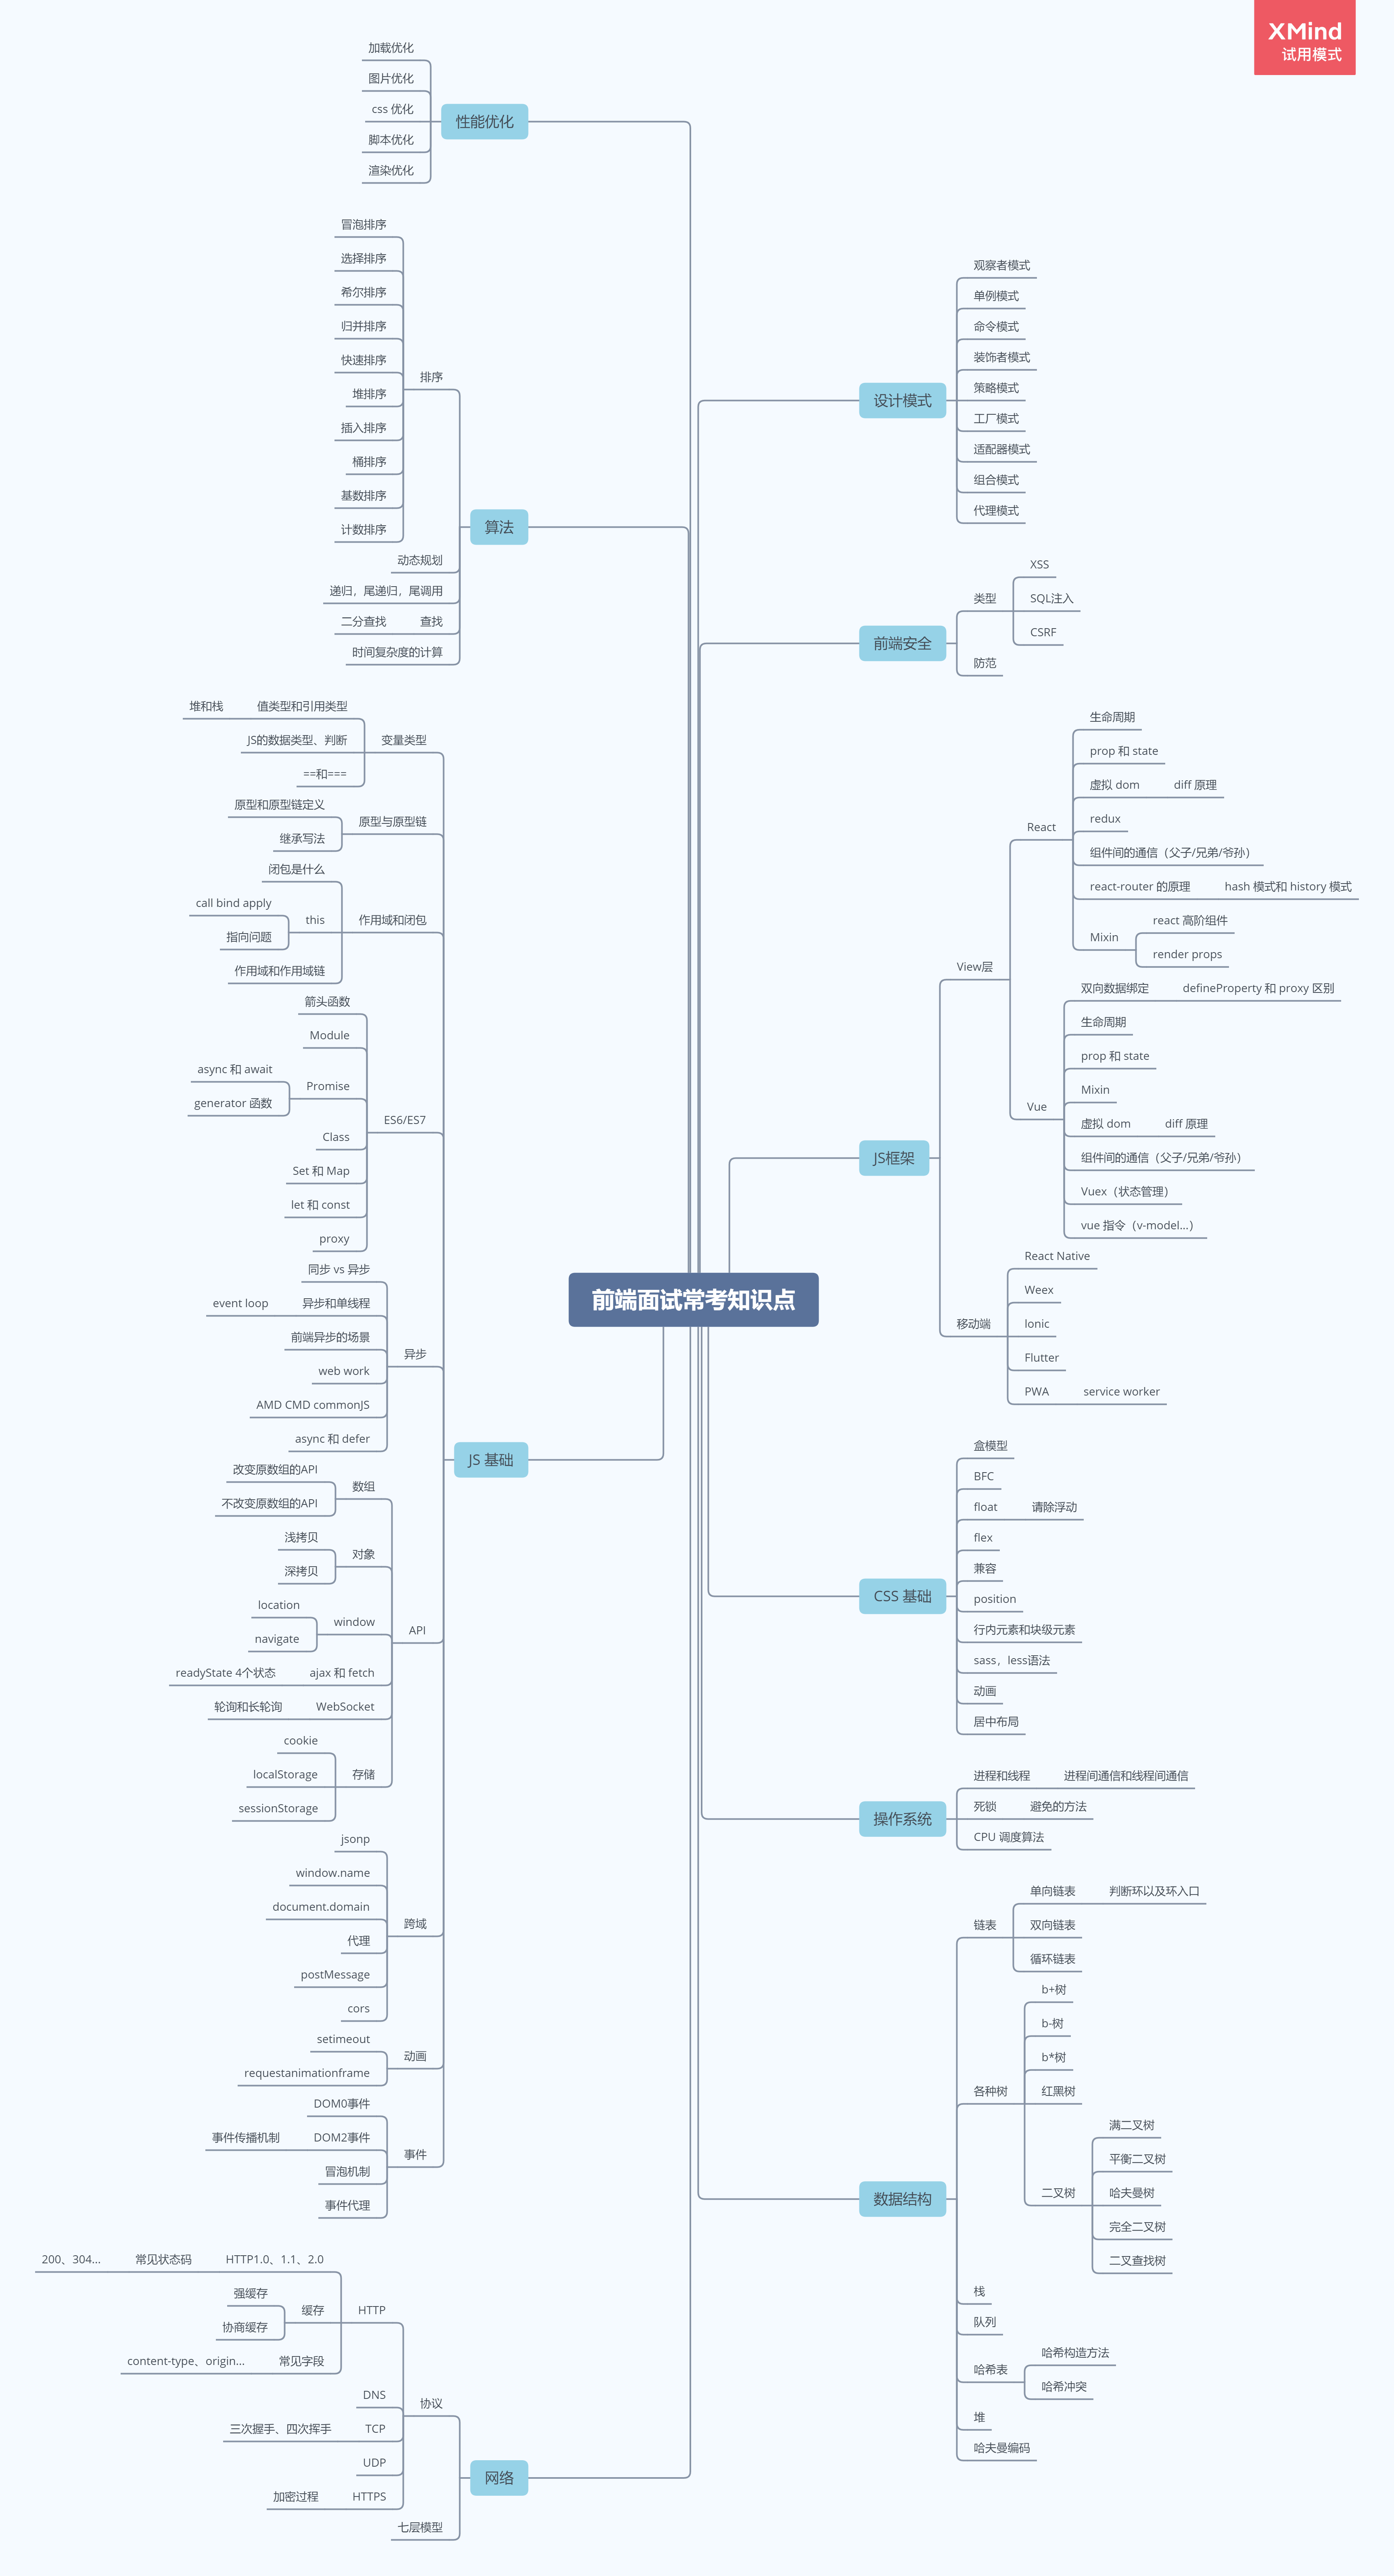 XMind
试用模式
前端面试常考知识点
性能优化
加载优化
图片优化
css 优化
脚本优化
渲染优化
算法
排序
冒泡排序
选择排序
希尔排序
归并排序
快速排序
堆排序
插入排序
桶排序
基数排序
计数排序
动态规划
递归，尾递归，尾调用
查找
二分查找
时间复杂度的计算
JS 基础
变量类型
值类型和引用类型
堆和栈
JS的数据类型、判断
==和===
原型与原型链
原型和原型链定义
继承写法
作用域和闭包
闭包是什么
this
call bind apply
指向问题
作用域和作用域链
ES6/ES7
箭头函数
Module
Promise
async 和 await
generator 函数
Class
Set 和 Map
let 和 const
proxy
异步
同步 vs 异步
异步和单线程
event loop
前端异步的场景
web work
AMD CMD commonJS
async 和 defer
API
数组
改变原数组的API
不改变原数组的API
对象
浅拷贝
深拷贝
window
location
navigate
ajax 和 fetch
readyState 4个状态
WebSocket
轮询和长轮询
存储
cookie
localStorage
sessionStorage
跨域
jsonp
window.name
document.domain
代理
postMessage
cors
动画
setimeout
requestanimationframe
事件
DOM0事件
DOM2事件
事件传播机制
冒泡机制
事件代理
网络
协议
HTTP
HTTP1.0、1.1、2.0
常见状态码
200、304...
缓存
强缓存
协商缓存
常见字段
content-type、origin...
DNS
TCP
三次握手、四次挥手
UDP
HTTPS
加密过程
七层模型
设计模式
观察者模式
单例模式
命令模式
装饰者模式
策略模式
工厂模式
适配器模式
组合模式
代理模式
前端安全
类型
XSS
SQL注入
CSRF
防范
JS框架
View层
React
生命周期
prop 和 state
虚拟 dom
diff 原理
redux
组件间的通信（父子/兄弟/爷孙）
react-router 的原理
hash 模式和 history 模式
Mixin
react 高阶组件
render props
Vue
双向数据绑定
defineProperty 和 proxy 区别
生命周期
prop 和 state
Mixin
虚拟 dom
diff 原理
组件间的通信（父子/兄弟/爷孙）
Vuex（状态管理）
vue 指令（v-model...）
移动端
React Native
Weex
Ionic
Flutter
PWA
service worker
CSS 基础
盒模型
BFC
float
请除浮动
flex
兼容
position
行内元素和块级元素
sass，less语法
动画
居中布局
操作系统
进程和线程
进程间通信和线程间通信
死锁
避免的方法
CPU 调度算法
数据结构
链表
单向链表
判断环以及环入口
双向链表
循环链表
各种树
b+树
b-树
b*树
红黑树
二叉树
满二叉树
平衡二叉树
哈夫曼树
完全二叉树
二叉查找树
栈
队列
哈希表
哈希构造方法
哈希冲突
堆
哈夫曼编码